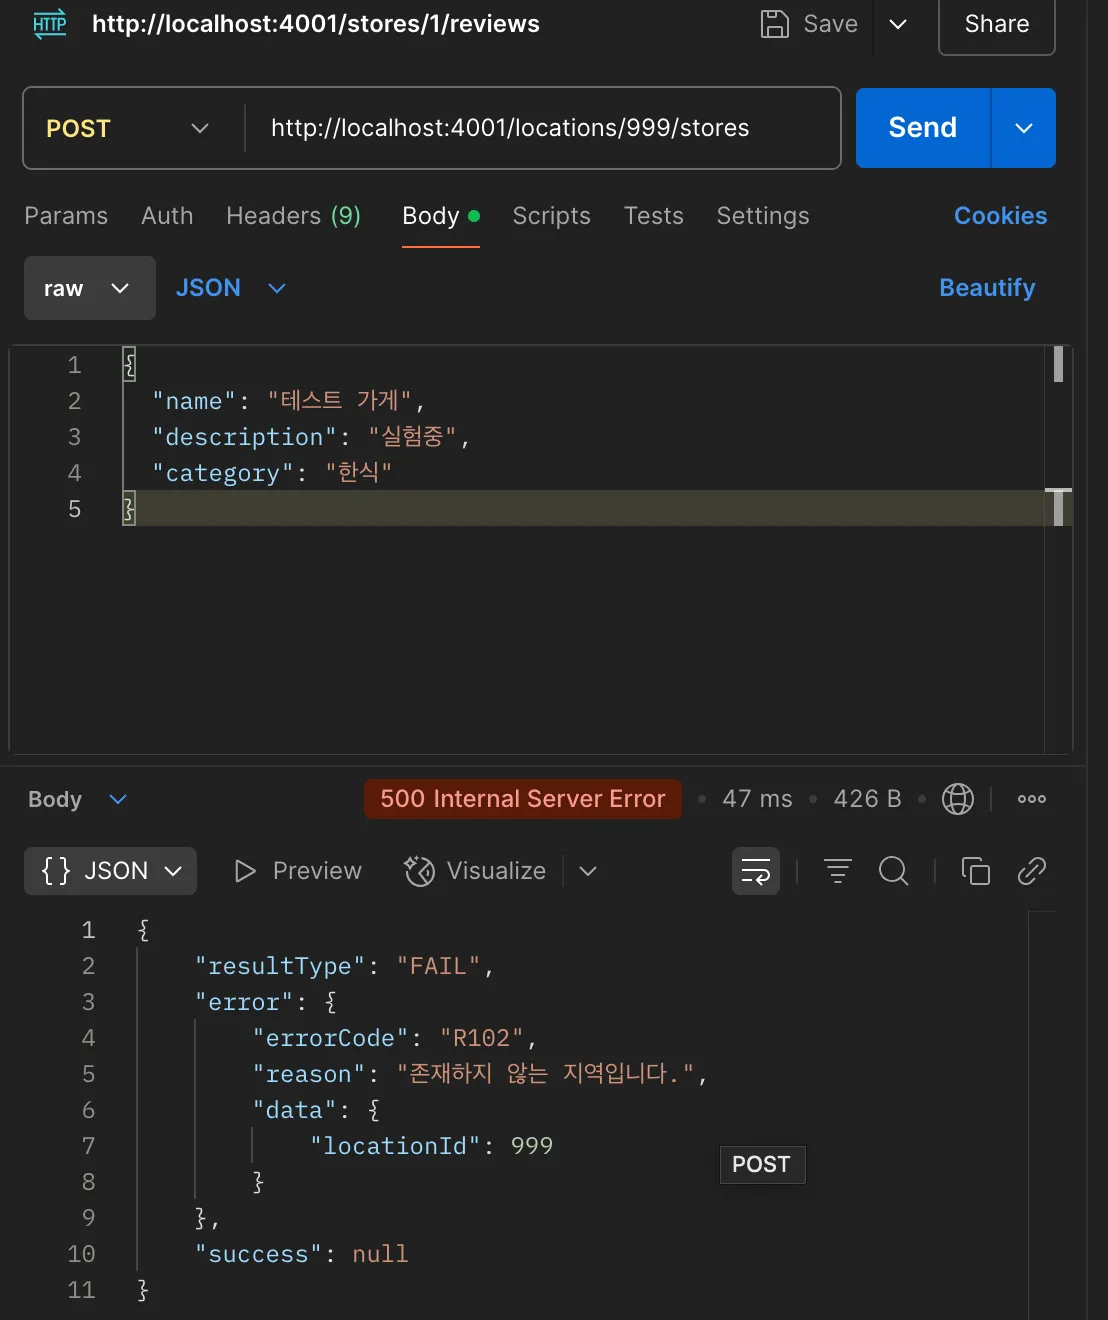 HTTP http://localhost:4001/stores/1/reviews Save Share
POST http://localhost:4001/locations/999/stores Send
Params Auth Headers (9) Body Scripts Tests Settings Cookies
raw JSON Beautify
1 {
2 "name": "테스트 가게",
3 "description": "실험중",
4 "category": "한식"
5 }
Body 500 Internal Server Error • 47 ms • 426 B •
{} JSON Preview Visualize
1 {
2 "resultType": "FAIL",
3 "error": {
4 "errorCode": "R102",
5 "reason": "존재하지 않는 지역입니다.",
6 "data": {
7 "locationId": 999
POST
8 }
9 },
10 "success": null
11 }